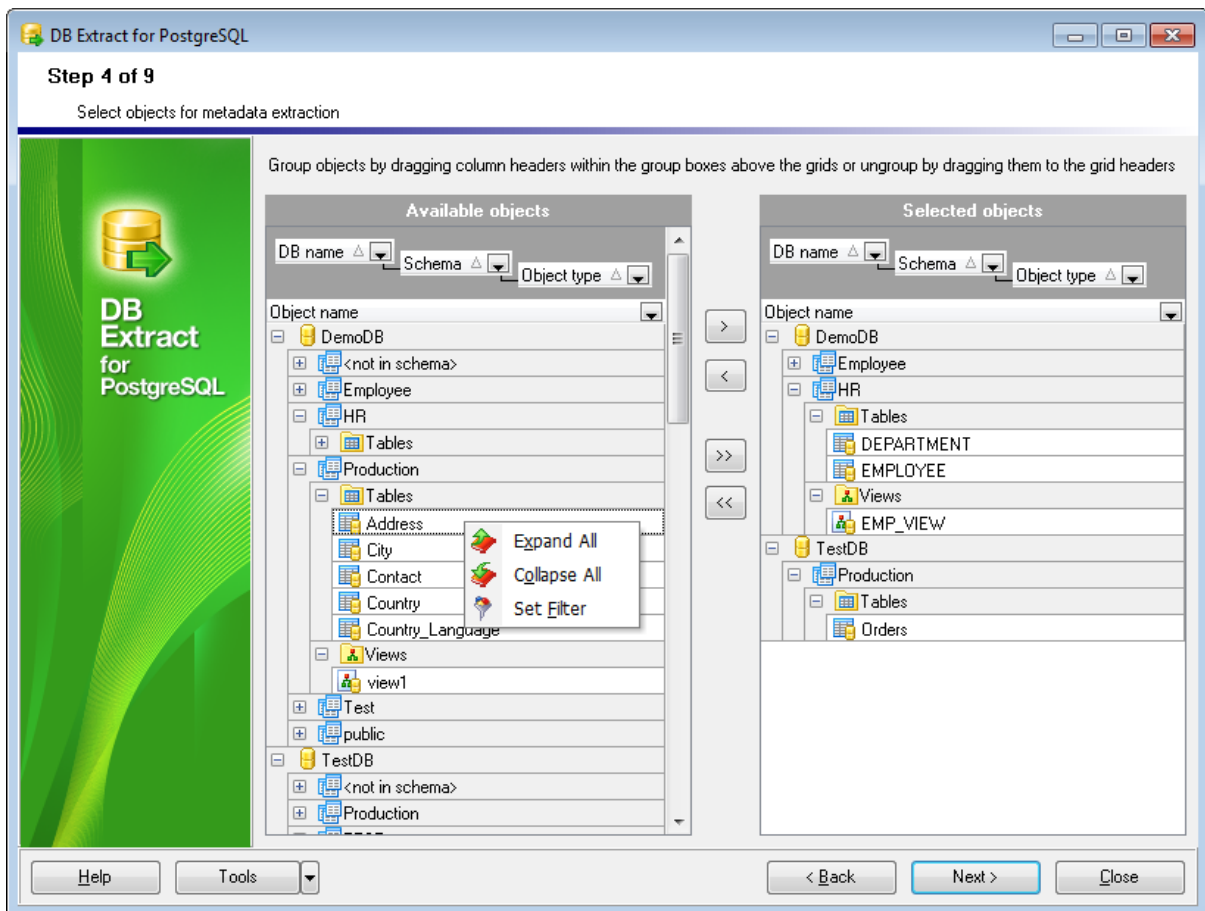 DB Extract for PostgreSQL
Step 4 of 9
Select objects for metadata extraction
DB
Extract
for
PostgreSQL
Group objects by dragging column headers within the group boxes above the grids or ungroup by dragging them to the grid headers
Available objects
DB name
Schema
Object type
Object name
DemoDB
<not in schema>
Employee
HR
Tables
Production
Tables
Address
City
Contact
Country
Country_Language
Views
view1
Test
public
TestDB
<not in schema>
Production
Expand All
Collapse All
Set Filter
>
<
>>
<<
Selected objects
DB name
Schema
Object type
Object name
DemoDB
Employee
HR
Tables
DEPARTMENT
EMPLOYEE
Views
EMP_VIEW
TestDB
Production
Tables
Orders
Help
Tools
< Back
Next >
Close